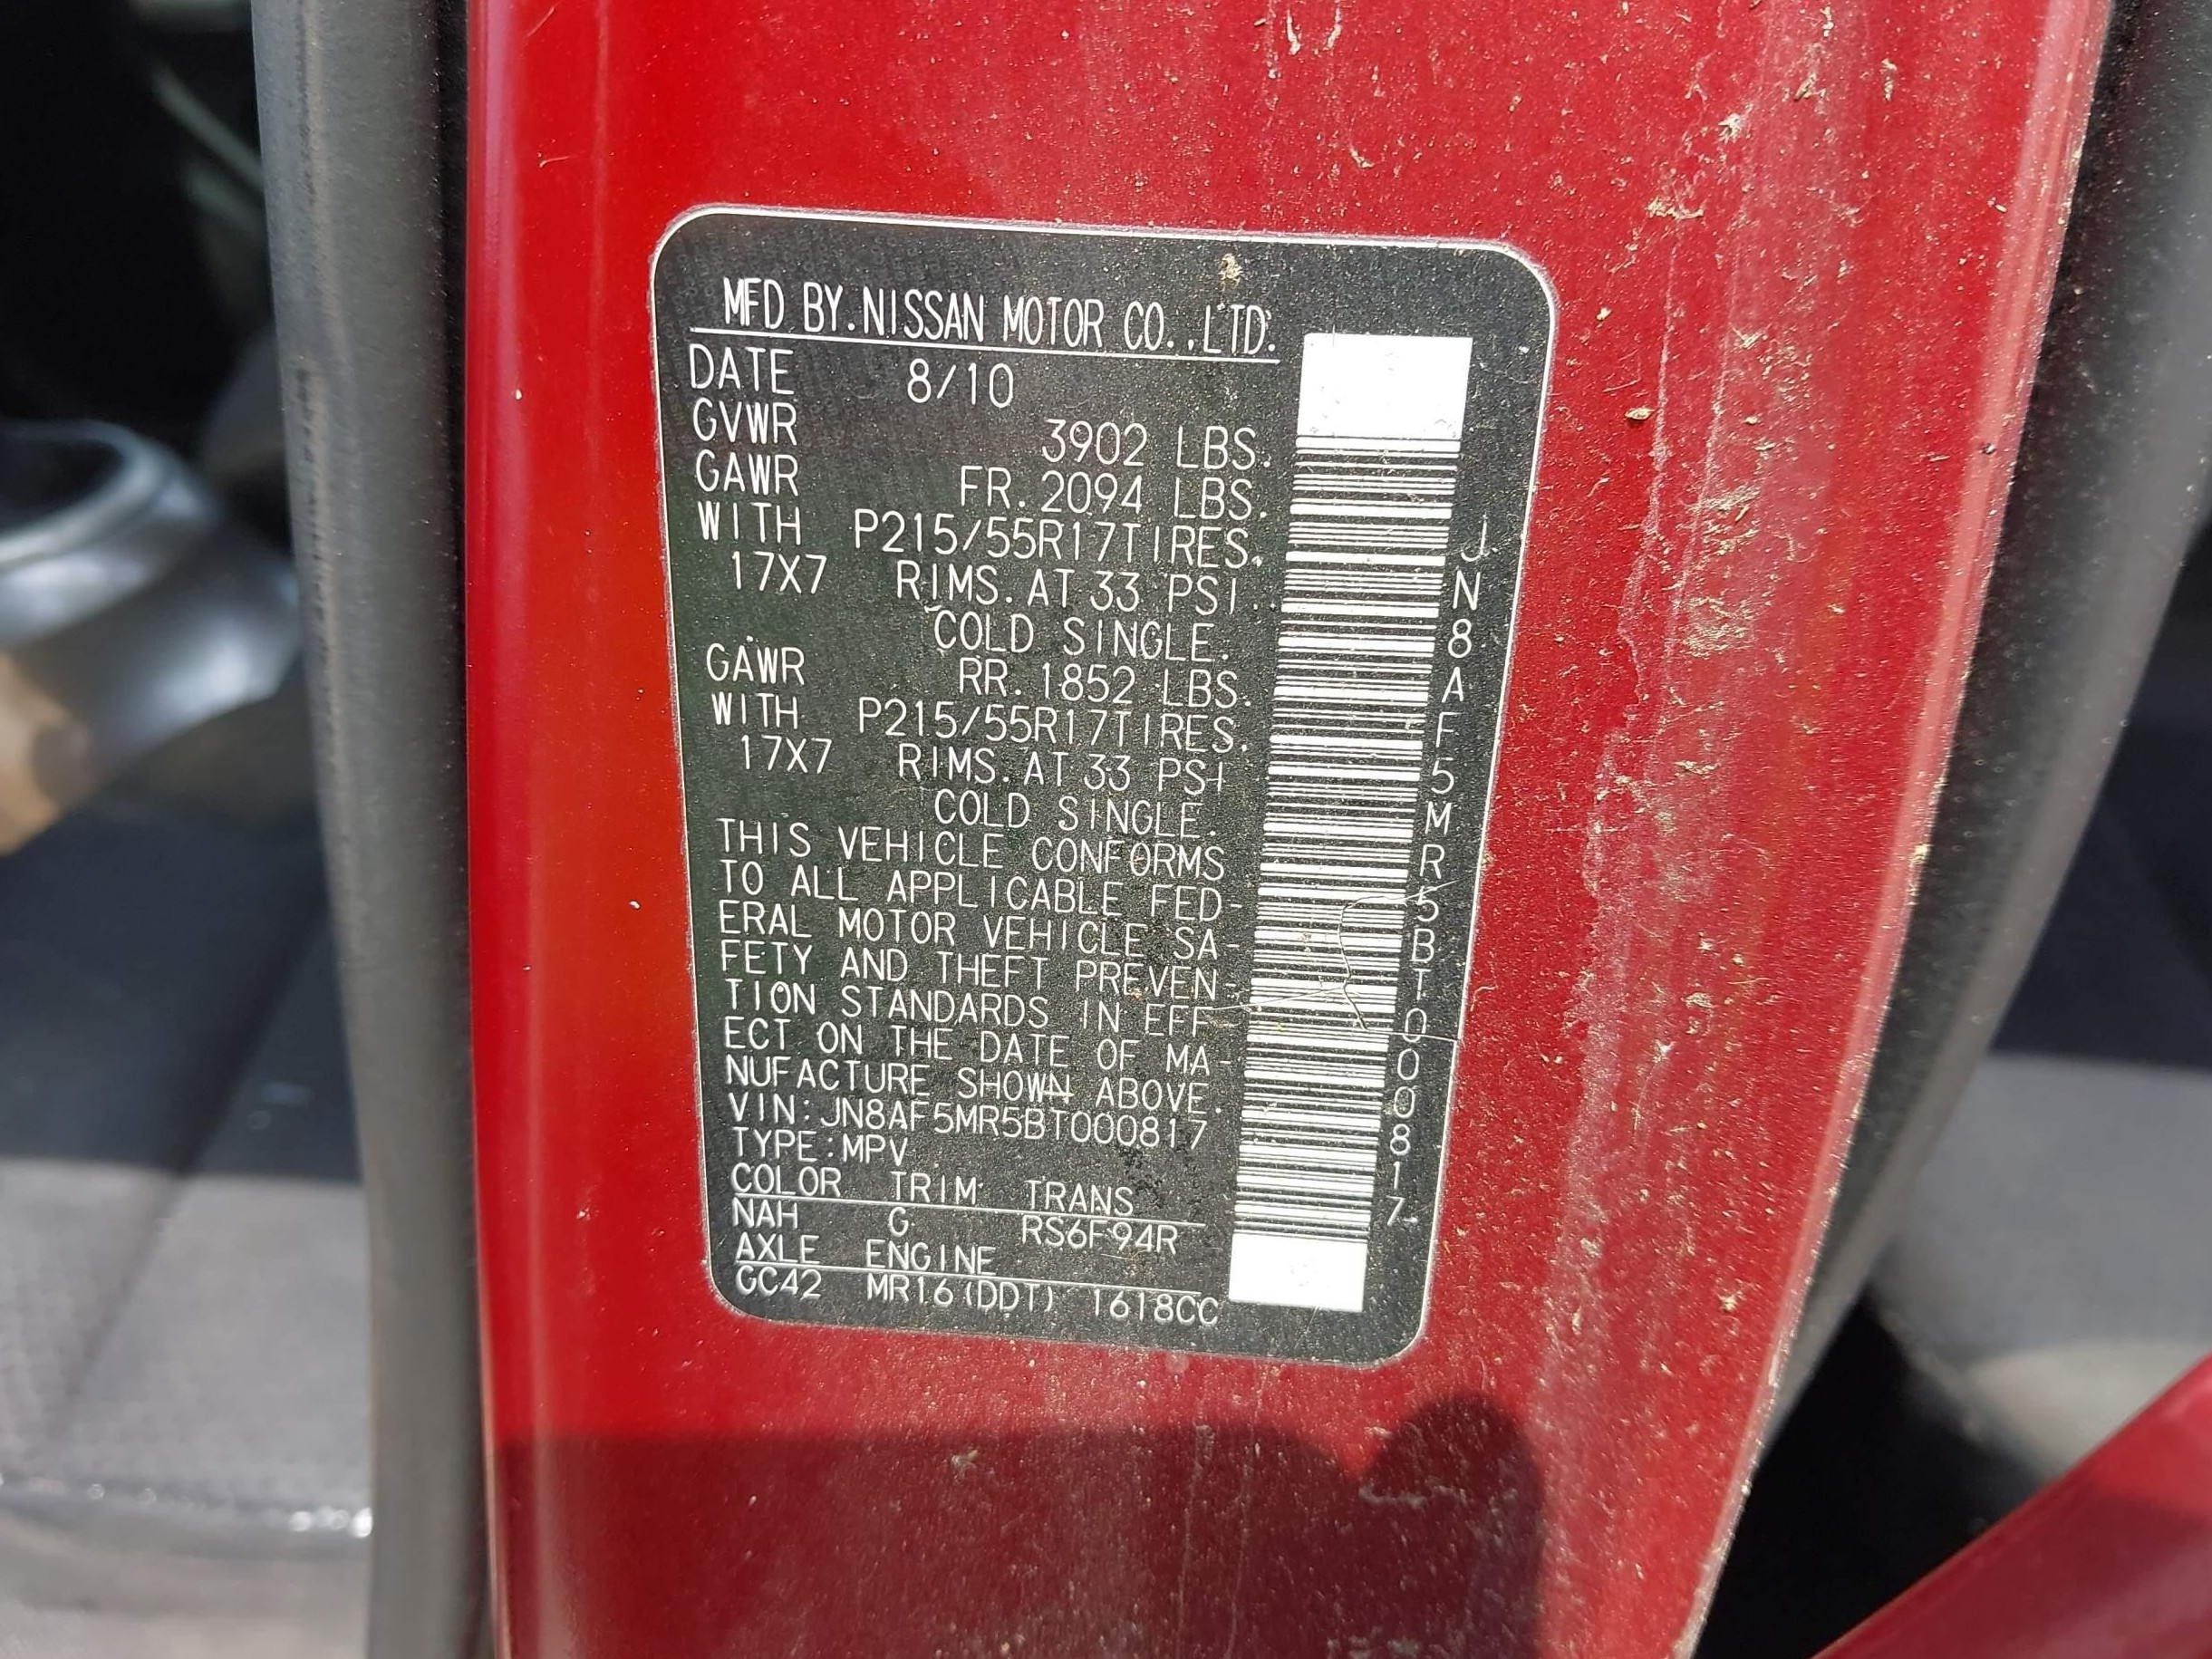 MFD BY.NISSAN MOTOR CO.,LTD.
DATE 8/10
GVWR 3902 LBS.
GAWR FR.2094 LBS.
WITH P215/55R17TIRES.
17X7 RIMS.AT 33 PSI.
COLD SINGLE.
GAWR RR.1852 LBS.
WITH P215/55R17TIRES.
17X7 RIMS.AT 33 PSI
COLD SINGLE.
THIS VEHICLE CONFORMS
TO ALL APPLICABLE FED-
ERAL MOTOR VEHICLE SA-
FETY AND THEFT PREVEN-
TION STANDARDS IN EFF-
ECT ON THE DATE OF MA-
NUFACTURE SHOWN ABOVE.
VIN:JN8AF5MR5BT000817
TYPE:MPV
COLOR TRIM TRANS
NAH G RS6F94R
AXLE ENGINE
GC42 MR16(DDT) 1618CC
JN8AF5MR5BT000817